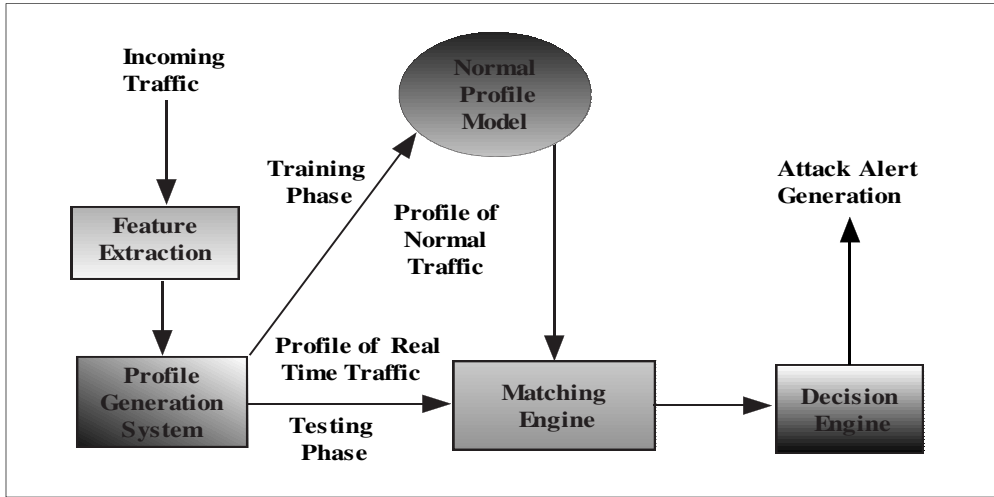 Incoming
Traffic
Normal
Profile
Model
Training
Phase
Attack Alert
Generation
Feature
Extraction
Profile of
Normal
Traffic
Profile of Real
Time Traffic
Profile
Generation
System
Testing
Phase
Matching
Engine
Decision
Engine